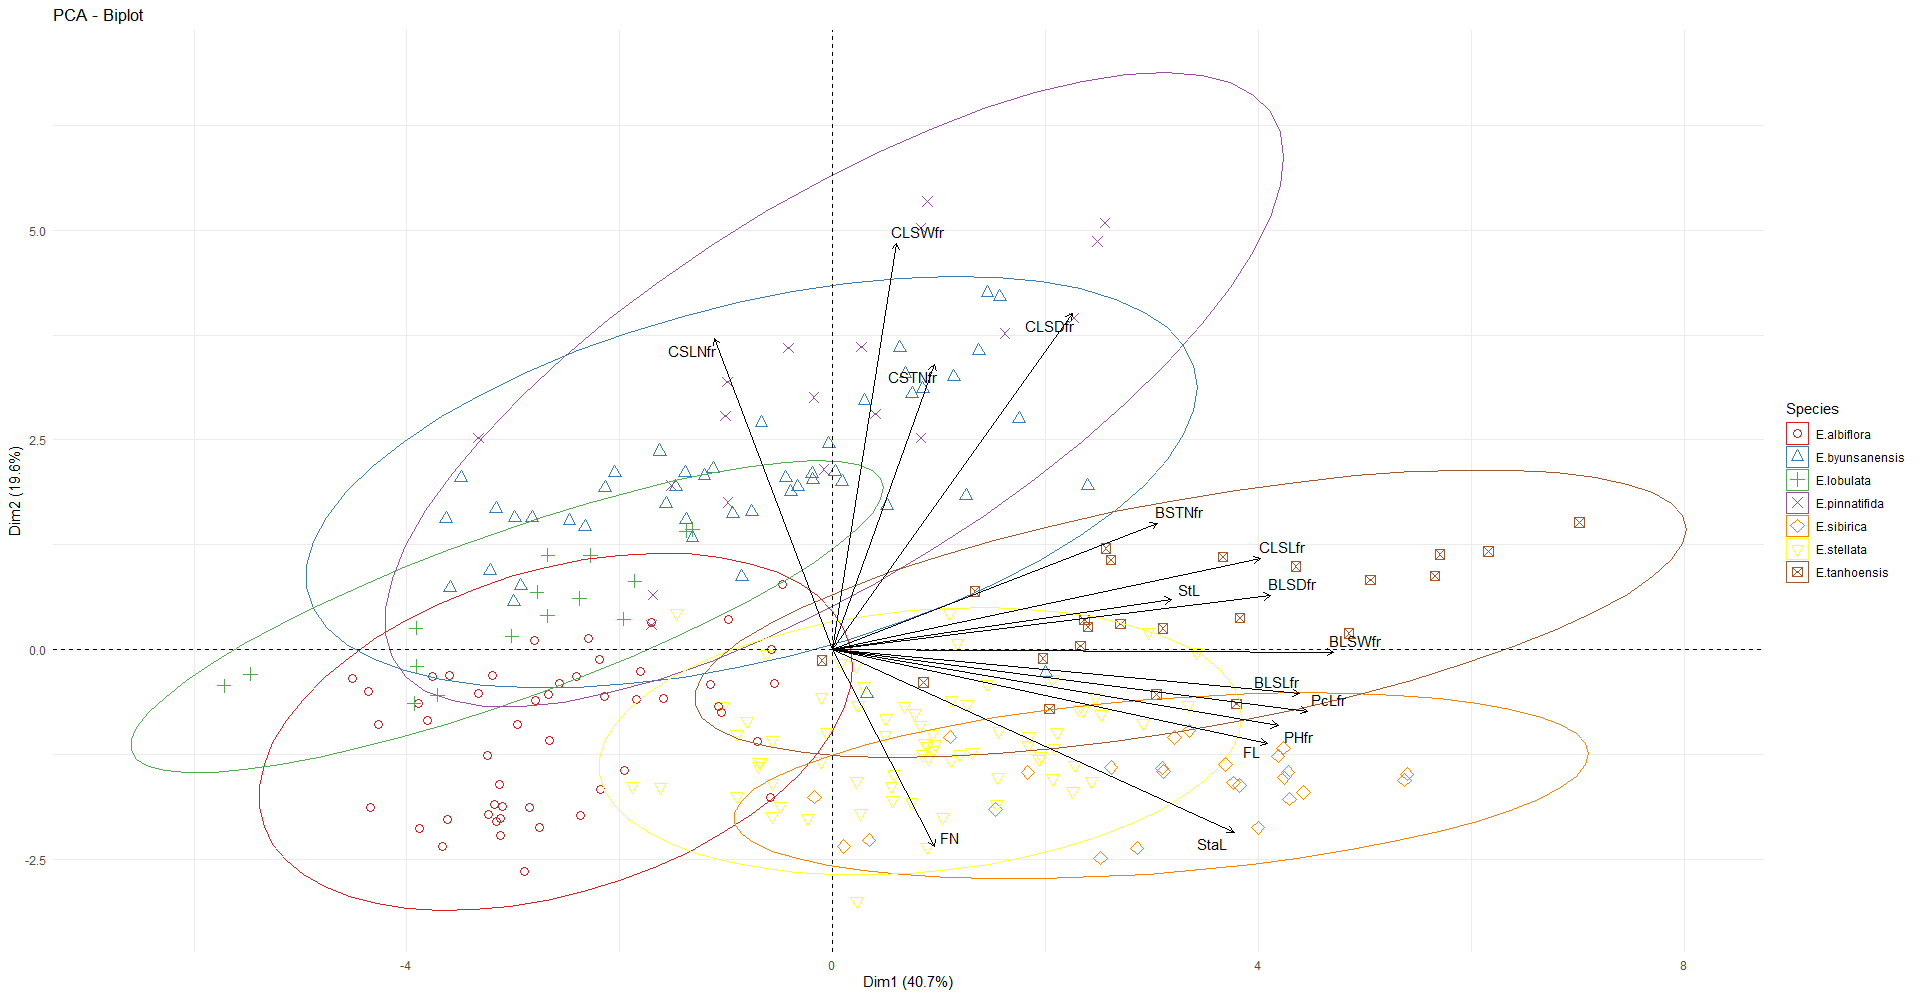 PCA - Biplot
5.0
2.5
0.0
-2.5
Dim2 (19.6%)
CLSWfr
CLSDfr
CSLNfr
CSTNfr
BSTNfr
CLSLfr
BLSDfr
StL
BLSWfr
BLSLfr
PcLfr
PHfr
FL
FN
StaL
-4
0
4
8
Dim1 (40.7%)
Species
E.albiflora
E.byunsanensis
E.lobulata
E.pinnatifida
E.sibirica
E.stellata
E.tanhoensis